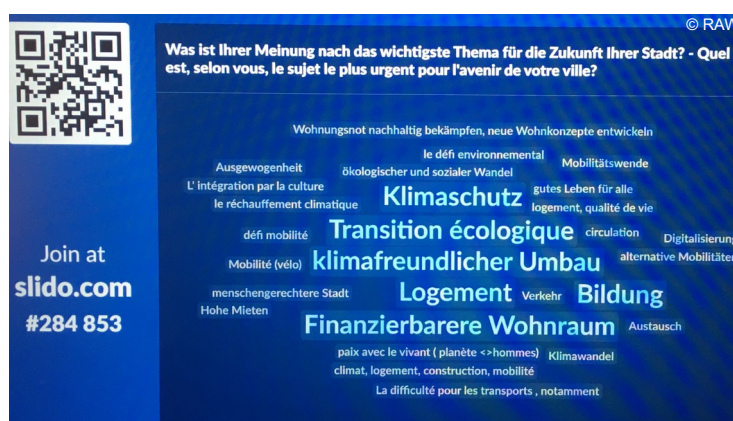 © RAW
Was ist Ihrer Meinung nach das wichtigste Thema für die Zukunft Ihrer Stadt? - Quel
est, selon vous, le sujet le plus urgent pour l'avenir de votre ville?
Wohnungsnot nachhaltig bekämpfen, neue Wohnkonzepte entwickeln
le défi environnemental
Mobilitätswende
Ausgewogenheit
ökologischer und sozialer Wandel
L' intégration par la culture
Klimaschutz
gutes Leben für alle
le réchauffement climatique
logement, qualité de vie
défi mobilité
Transition écologique
circulation
Digitalisierung
Mobilité (vélo)
klimafreundlicher Umbau
alternative Mobilitäten
menschengerechtere Stadt
Logement
Verkehr
Bildung
Hohe Mieten
Finanzierbarere Wohnraum
Austausch
paix avec le vivant ( planète <>hommes)
Klimawandel
climat, logement, construction, mobilité
La difficulté pour les transports , notamment
Join at
slido.com
#284 853